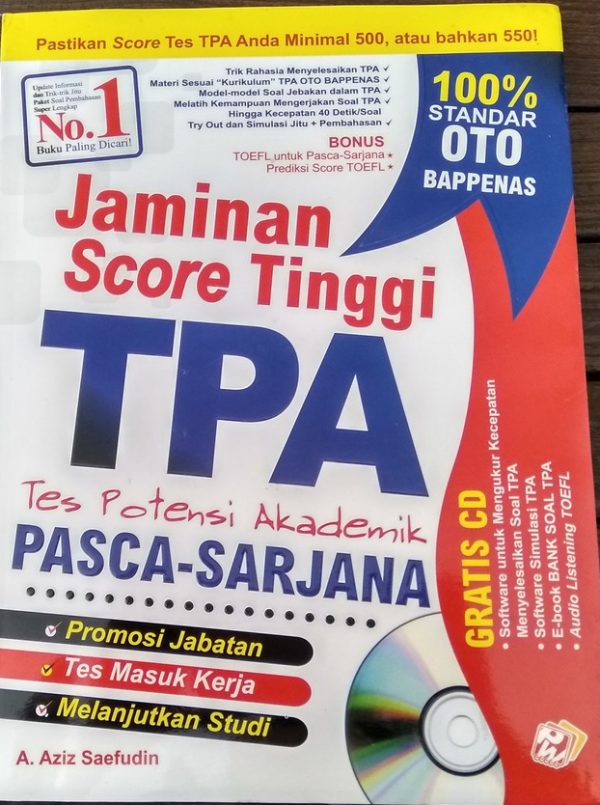 Pastikan Score Tes TPA Anda Minimal 500, atau bahkan 550!
Update Informasi
dan Trik-trik Jitu
Paket Soal Pembahasan
Super Lengkap
No.1
Buku Paling Dicari!
Trik Rahasia Menyelesaikan TPA ✓
Materi Sesuai "Kurikulum" TPA OTO BAPPENAS ✓
Model-model Soal Jebakan dalam TPA ✓
Melatih Kemampuan Mengerjakan Soal TPA ✓
Hingga Kecepatan 40 Detik/Soal
Try Out dan Simulasi Jitu + Pembahasan ✓
BONUS
TOEFL untuk Pasca-Sarjana ★
Prediksi Score TOEFL ★
100%
STANDAR
OTO
BAPPENAS
Jaminan
Score Tinggi
TPA
Tes Potensi Akademik
PASCA-SARJANA
✓ Promosi Jabatan
✓ Tes Masuk Kerja
✓ Melanjutkan Studi
GRATIS CD
• Software untuk Mengukur Kecepatan
Menyelesaikan Soal TPA
• Software Simulasi TPA
• E-book BANK SOAL TPA
• Audio Listening TOEFL
A. Aziz Saefudin